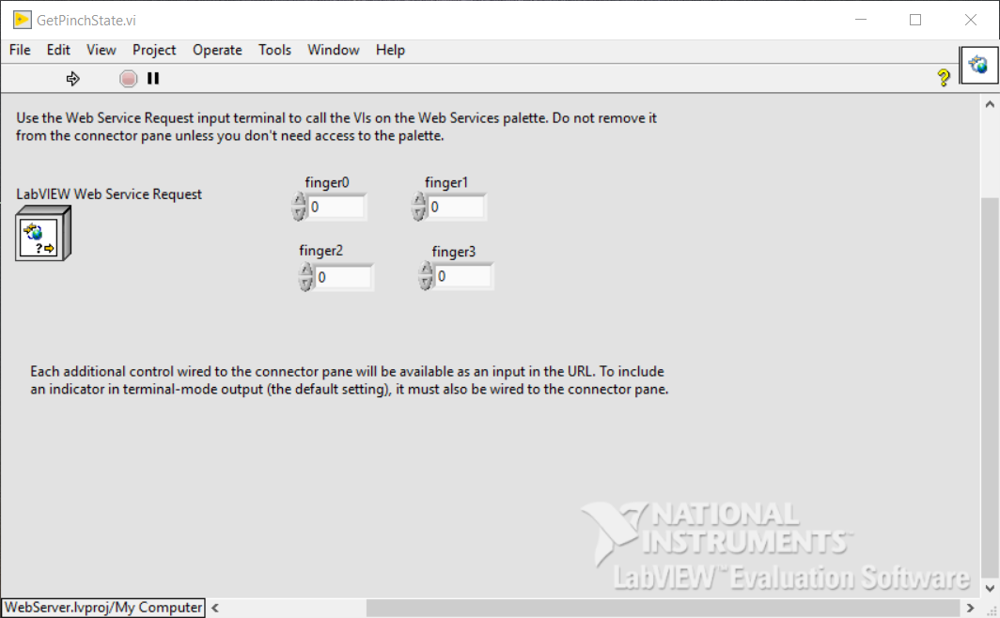 GetPinchState.vi
File Edit View Project Operate Tools Window Help
?
Use the Web Service Request input terminal to call the VIs on the Web Services palette. Do not remove it
from the connector pane unless you don't need access to the palette.
LabVIEW Web Service Request
?
finger0 finger1
0 0
finger2 finger3
0 0
Each additional control wired to the connector pane will be available as an input in the URL. To include
an indicator in terminal-mode output (the default setting), it must also be wired to the connector pane.
NATIONAL
INSTRUMENTS™
LabVIEW™ Evaluation Software
WebServer.lvproj/My Computer